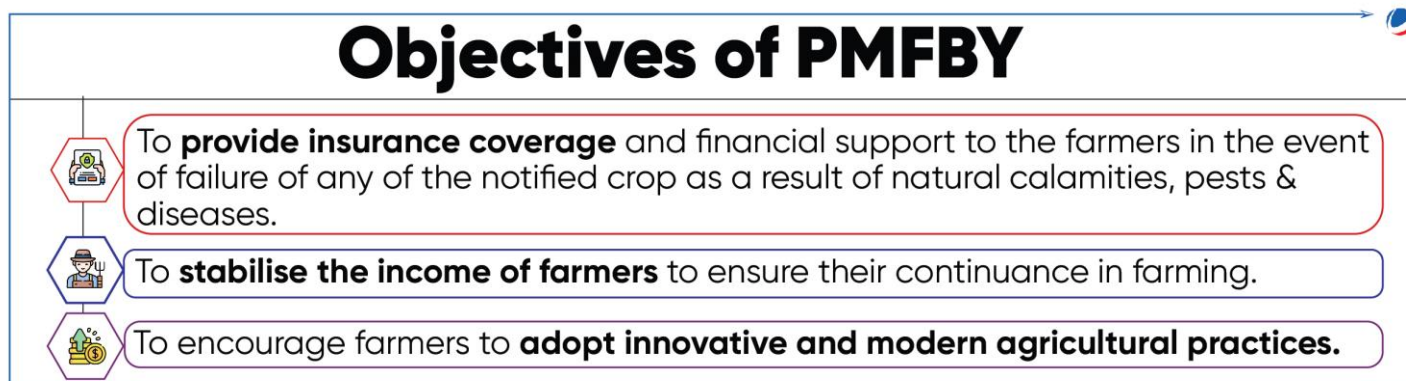 Objectives of PMFBY
To provide insurance coverage and financial support to the farmers in the event
of failure of any of the notified crop as a result of natural calamities, pests &
diseases.
To stabilise the income of farmers to ensure their continuance in farming.
To encourage farmers to adopt innovative and modern agricultural practices.